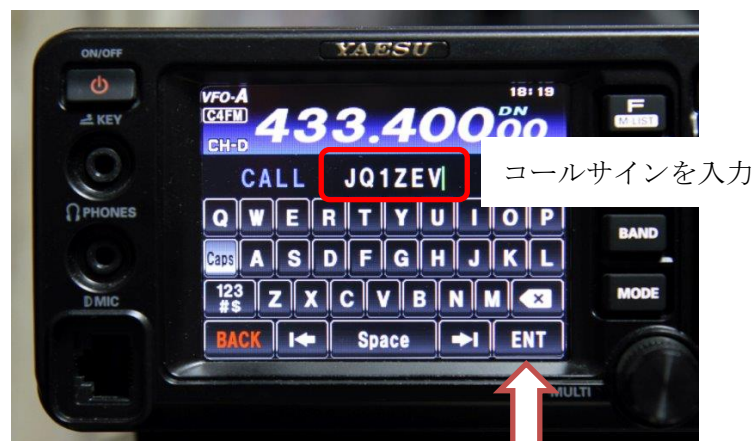 ON/OFF
YAESU
KEY
PHONES
D MIC
VFO-A
18:19
C4FM
CH-D
433.400
DN
00
CALL JQ1ZEV
コールサインを入力
Q W E R T Y U I O P
Caps A S D F G H J K L
123
#$
Z X C V B N M
BACK Space ENT
F
M-LIST
BAND
MODE
MULTI